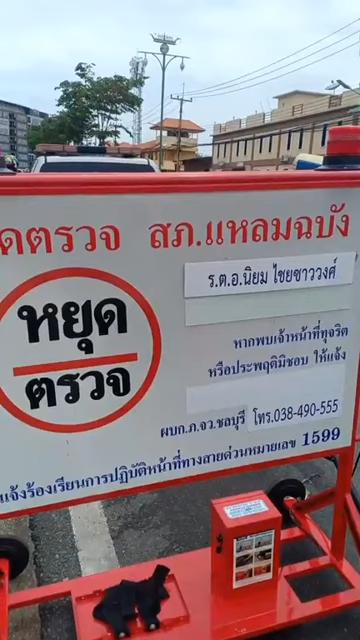 ดตรวจ สภ.แหลมฉบัง
ร.ต.อ.นิยม ไชยซาววงศ์
หยุด
ตรวจ
หากพบเจ้าหน้าที่ทุจริต
หรือประพฤติมิชอบ ให้แจ้ง
ผบก.ภ.จว.ชลบุรี โทร.038-490-555
แจ้งร้องเรียนการปฏิบัติหน้าที่ทางสายด่วนหมายเลข 1599